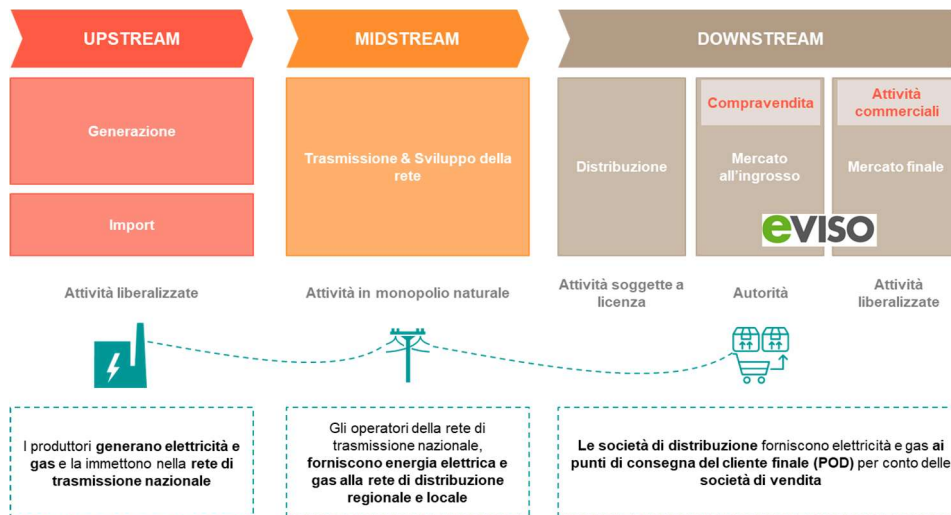 UPSTREAM
MIDSTREAM
DOWNSTREAM
Generazione
Import
Trasmissione & Sviluppo della
rete
Distribuzione
Compravendita
Mercato
all'ingrosso
Attività
commerciali
Mercato finale
eVISO
Attività liberalizzate
Attività in monopolio naturale
Attività soggette a
licenza
Autorità
Attività
liberalizzate
I produttori generano elettricità e
gas e la immettono nella rete di
trasmissione nazionale
Gli operatori della rete di
trasmissione nazionale,
forniscono energia elettrica e
gas alla rete di distribuzione
regionale e locale
Le società di distribuzione forniscono elettricità e gas ai
punti di consegna del cliente finale (POD) per conto delle
società di vendita